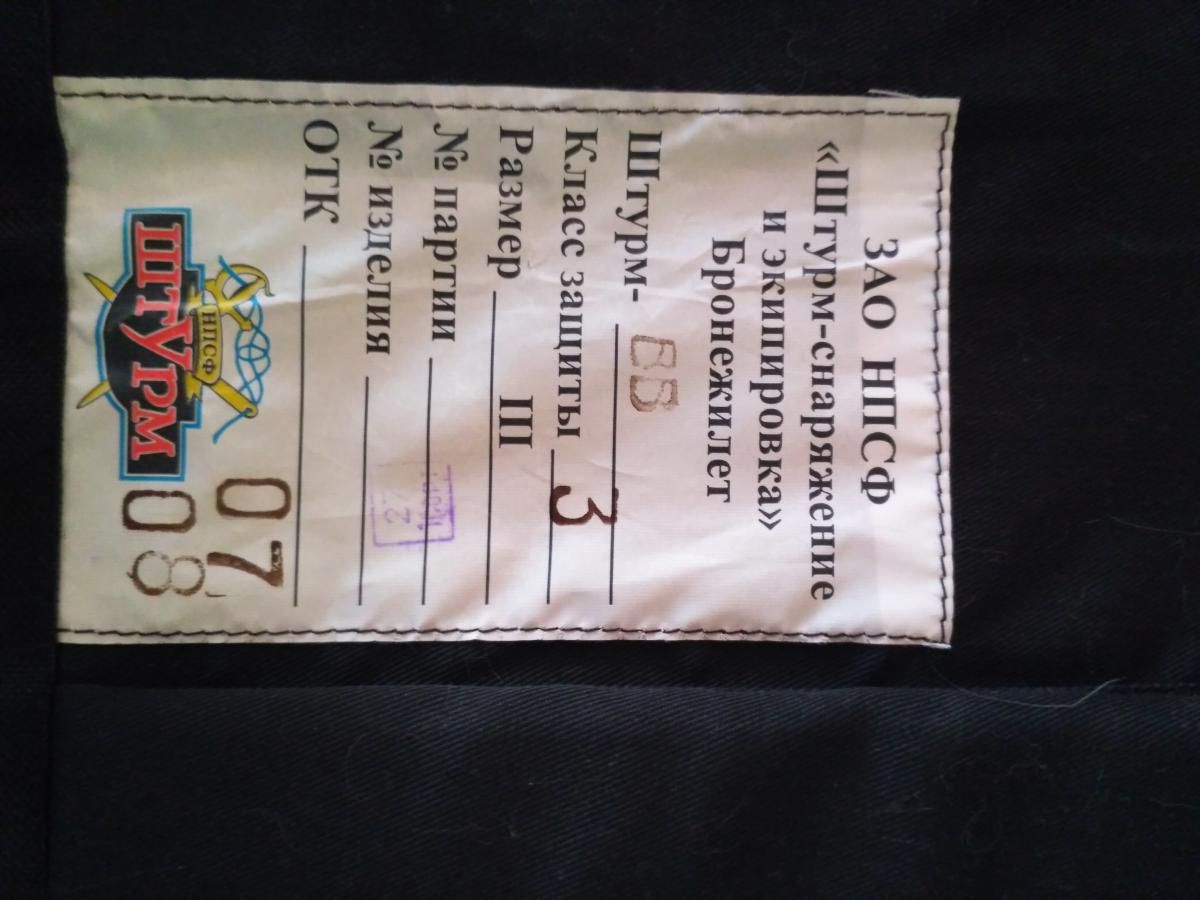 ЗАО НПСФ
«Штурм-снаряжение
и экипировка»
Бронежилет
Штурм- ВВ
Класс защиты 3
Размер III
№ партии
№ изделия
ОТК
НПСФ
ШТУРМ
07
08